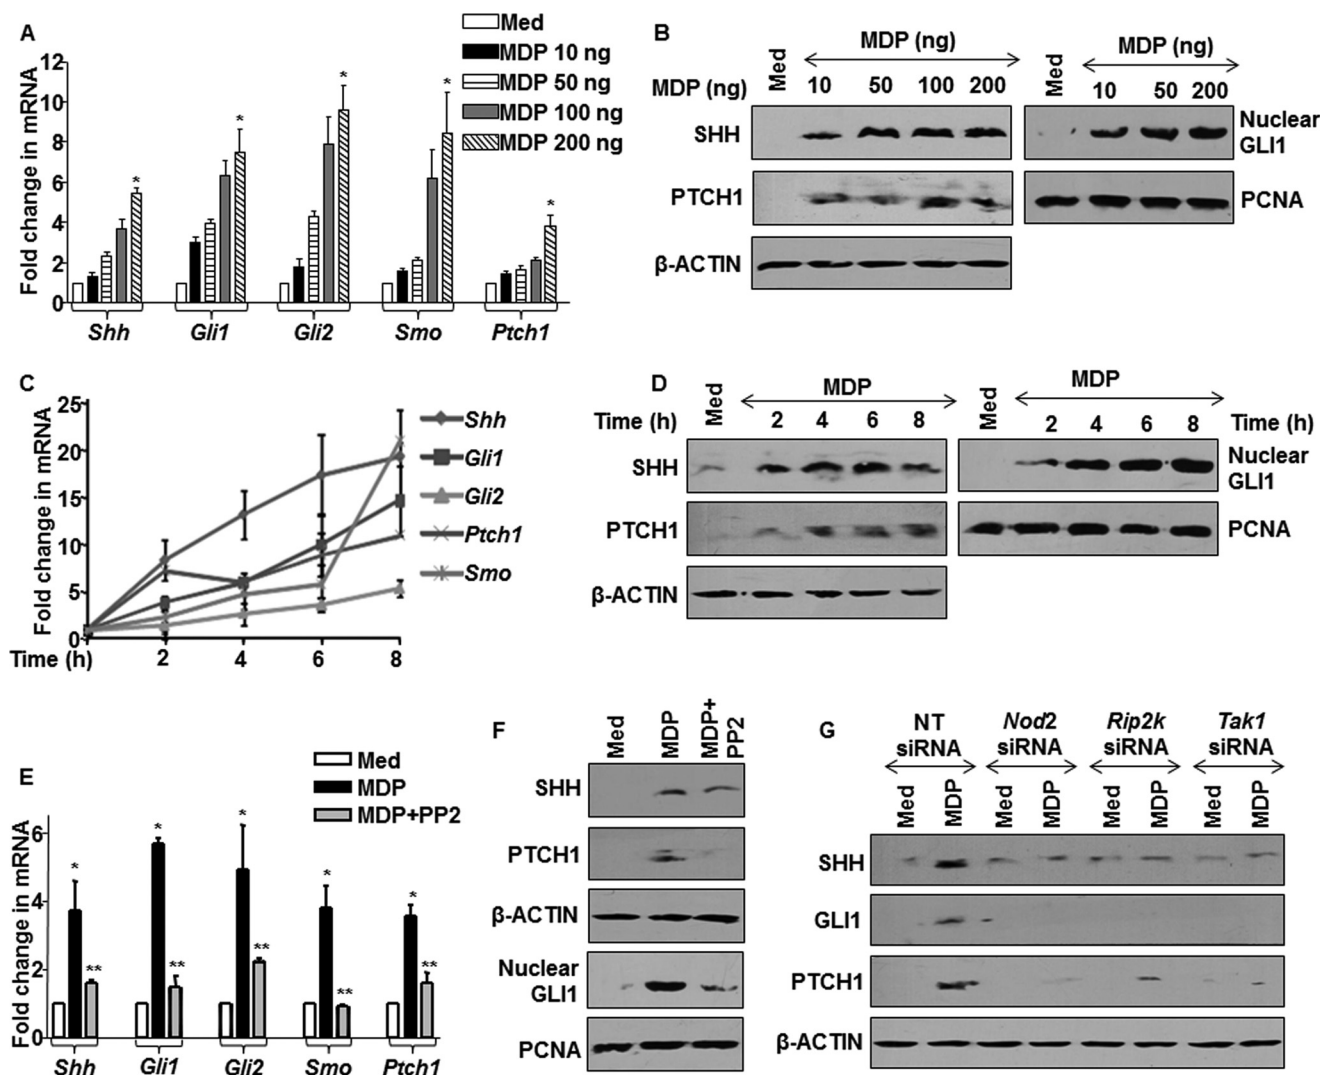 A
Med
MDP 10 ng
MDP 50 ng
MDP 100 ng
MDP 200 ng
Fold change in mRNA
12
10
8
6
4
2
0
* * * * *
Shh Gli1 Gli2 Smo Ptch1
B
MDP (ng) MDP (ng)
Med Med
MDP (ng) 10 50 100 200 10 50 200
SHH Nuclear
GLI1
PTCH1 PCNA
β-ACTIN
C
Fold change in mRNA
25
20
15
10
5
0
Time (h) 2 4 6 8
Shh
Gli1
Gli2
Ptch1
Smo
D
MDP MDP
Med Med
Time (h) 2 4 6 8 2 4 6 8 Time (h)
SHH Nuclear
GLI1
PTCH1 PCNA
β-ACTIN
E
Med
MDP
MDP+PP2
Fold change in mRNA
6
4
2
0
* * * * *
** ** ** ** **
Shh Gli1 Gli2 Smo Ptch1
F
Med MDP MDP+
PP2
SHH
PTCH1
β-ACTIN
Nuclear
GLI1
PCNA
G
NT Nod2 Rip2k Tak1
siRNA siRNA siRNA siRNA
Med MDP Med MDP Med MDP Med MDP
SHH
GLI1
PTCH1
β-ACTIN